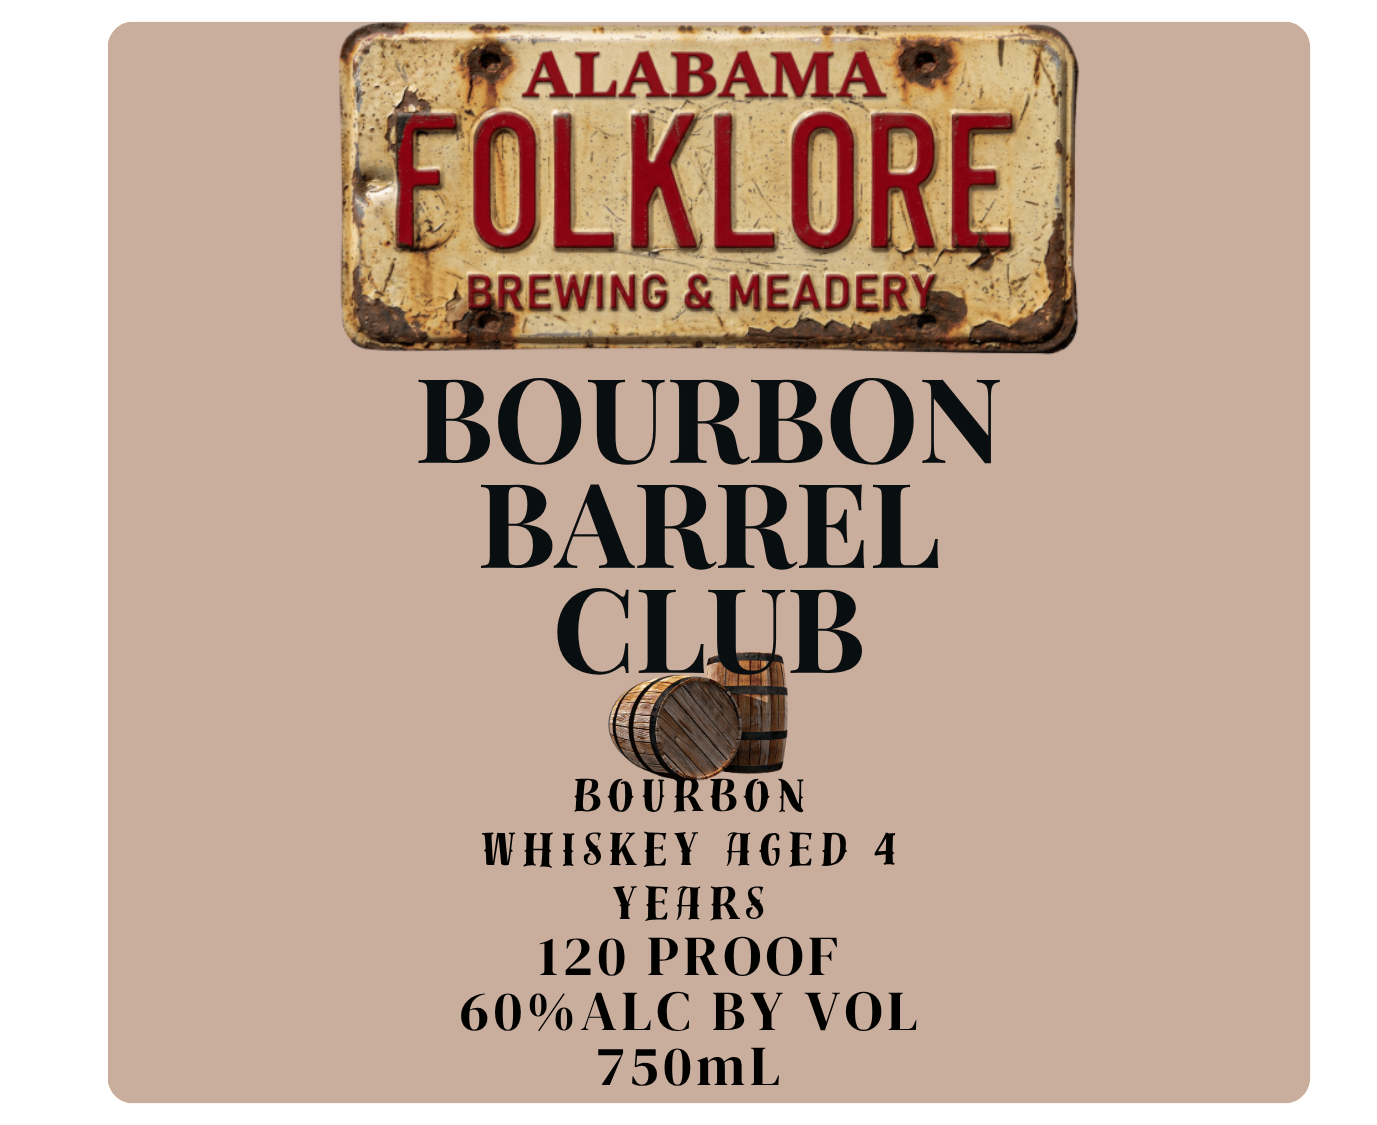 ALABAMA
FOLKLORE
BREWING & MEADERY
BOURBON
BARREL
CLUB
BOURBON
WHISKEY AGED 4
YEARS
120 PROOF
60%ALC BY VOL
750mL